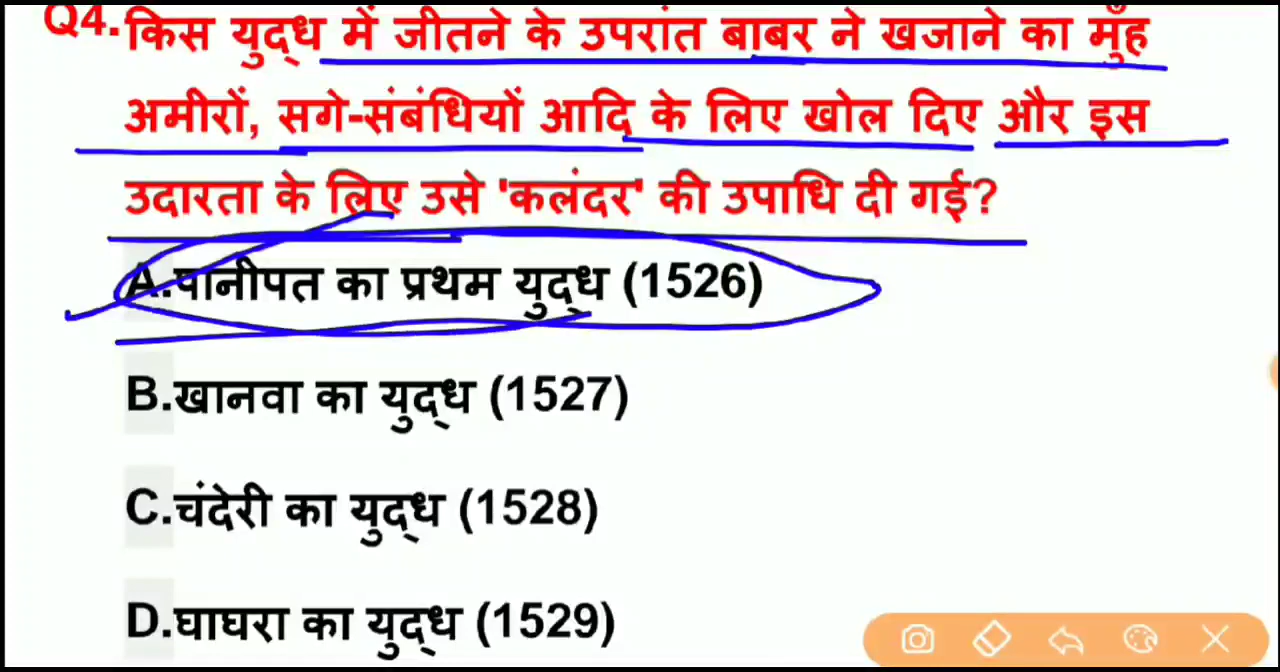 Q4.किस युद्ध में जीतने के उपरांत बाबर ने खजाने का मुँह
अमीरों, सगे-संबंधियों आदि के लिए खोल दिए और इस
उदारता के लिए उसे 'कलंदर' की उपाधि दी गई?
A.पानीपत का प्रथम युद्ध (1526)
B.खानवा का युद्ध (1527)
C.चंदेरी का युद्ध (1528)
D.घाघरा का युद्ध (1529)